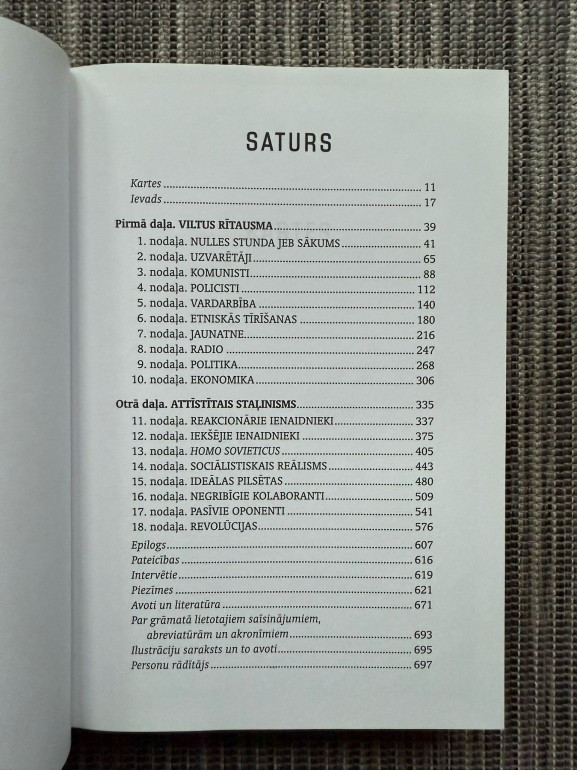 SATURS
Kartes ........ 11
Ievads ........ 17
Pirmā daļa. VILTUS RĪTAUSMA ........ 39
1. nodaļa. NULLES STUNDA JEB SĀKUMS ........ 41
2. nodaļa. UZVARĒTĀJI ........ 65
3. nodaļa. KOMUNISTI ........ 88
4. nodaļa. POLICISTI ........ 112
5. nodaļa. VARDARBĪBA ........ 140
6. nodaļa. ETNISKĀS TĪRĪŠANAS ........ 180
7. nodaļa. JAUNATNE ........ 216
8. nodaļa. RADIO ........ 247
9. nodaļa. POLITIKA ........ 268
10. nodaļa. EKONOMIKA ........ 306
Otrā daļa. ATTĪSTĪTAIS STAĻINISMS ........ 335
11. nodaļa. REAKCIONĀRIE IENAIDNIEKI ........ 337
12. nodaļa. IEKŠĒJIE IENAIDNIEKI ........ 375
13. nodaļa. HOMO SOVIETICUS ........ 405
14. nodaļa. SOCIĀLISTISKAIS REĀLISMS ........ 443
15. nodaļa. IDEĀLAS PILSĒTAS ........ 480
16. nodaļa. NEGRIBĪGIE KOLABORANTI ........ 509
17. nodaļa. PASĪVIE OPONENTI ........ 541
18. nodaļa. REVOLŪCIJAS ........ 576
Epilogs ........ 607
Pateicības ........ 616
Intervētie ........ 619
Piezīmes ........ 621
Avoti un literatūra ........ 671
Par grāmatā lietotajiem saīsinājumiem,
abreviatūrām un akronīmiem ........ 693
Ilustrāciju saraksts un to avoti ........ 695
Personu rādītājs ........ 697